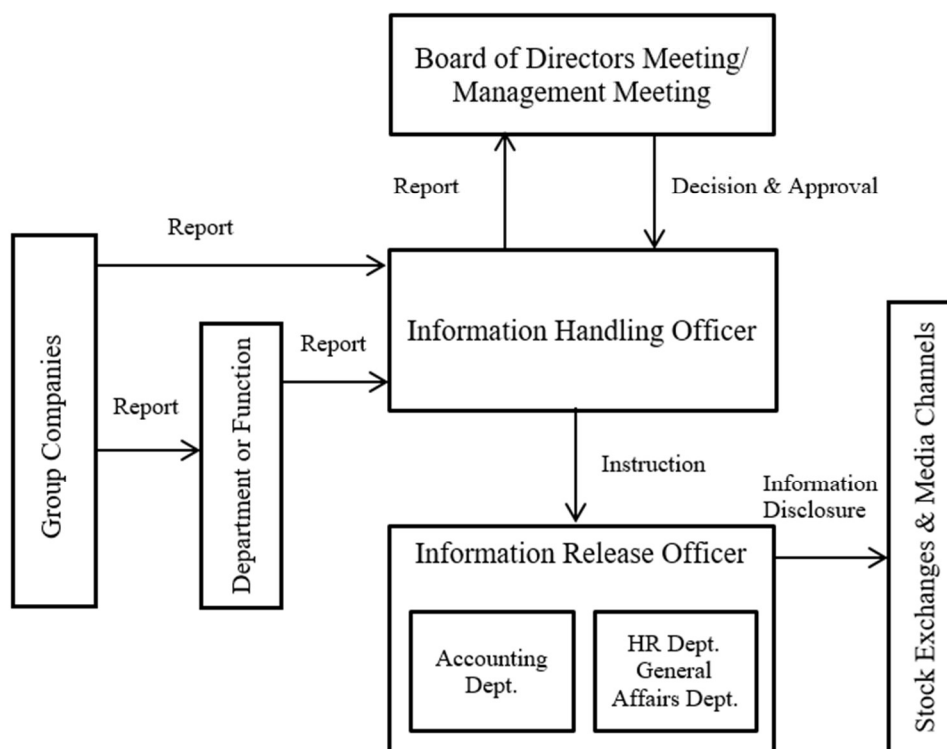 Board of Directors Meeting/
Management Meeting
Report
Decision & Approval
Report
Group Companies
Information Handling Officer
Report
Department or Function
Report
Stock Exchanges & Media Channels
Instruction
Information
Disclosure
Information Release Officer
Accounting
Dept.
HR Dept.
General
Affairs Dept.